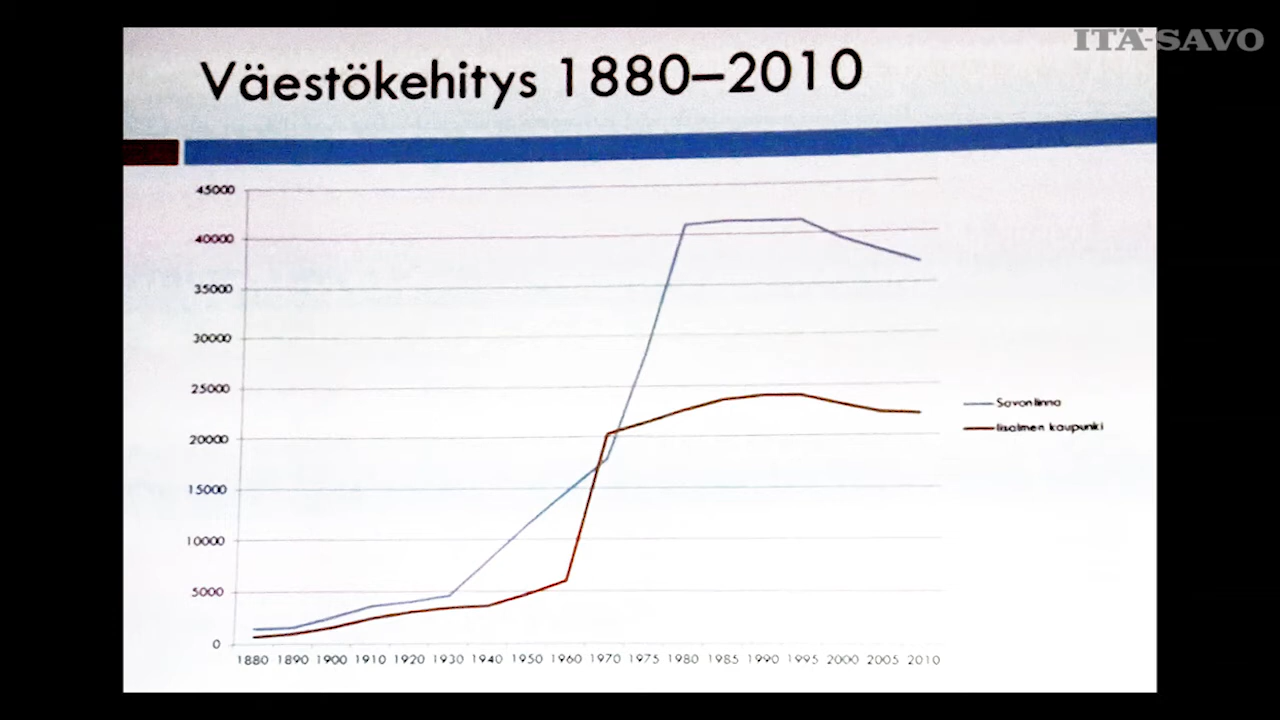 ITÄ-SAVO
Väestökehitys 1880–2010
45000
40000
35000
30000
25000
20000
15000
10000
5000
0
1880 1890 1900 1910 1920 1930 1940 1950 1960 1970 1975 1980 1985 1990 1995 2000 2005 2010
Savonlinna
Iisalmen kaupunki